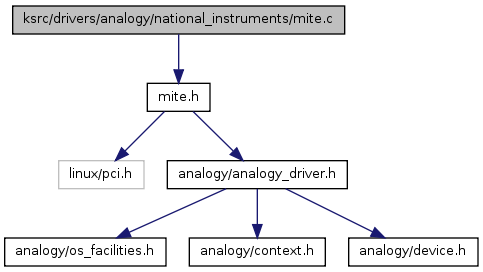 ksrc/drivers/analogy/national_instruments/mite.c
mite.h
linux/pci.h
analogy/analogy_driver.h
analogy/os_facilities.h
analogy/context.h
analogy/device.h